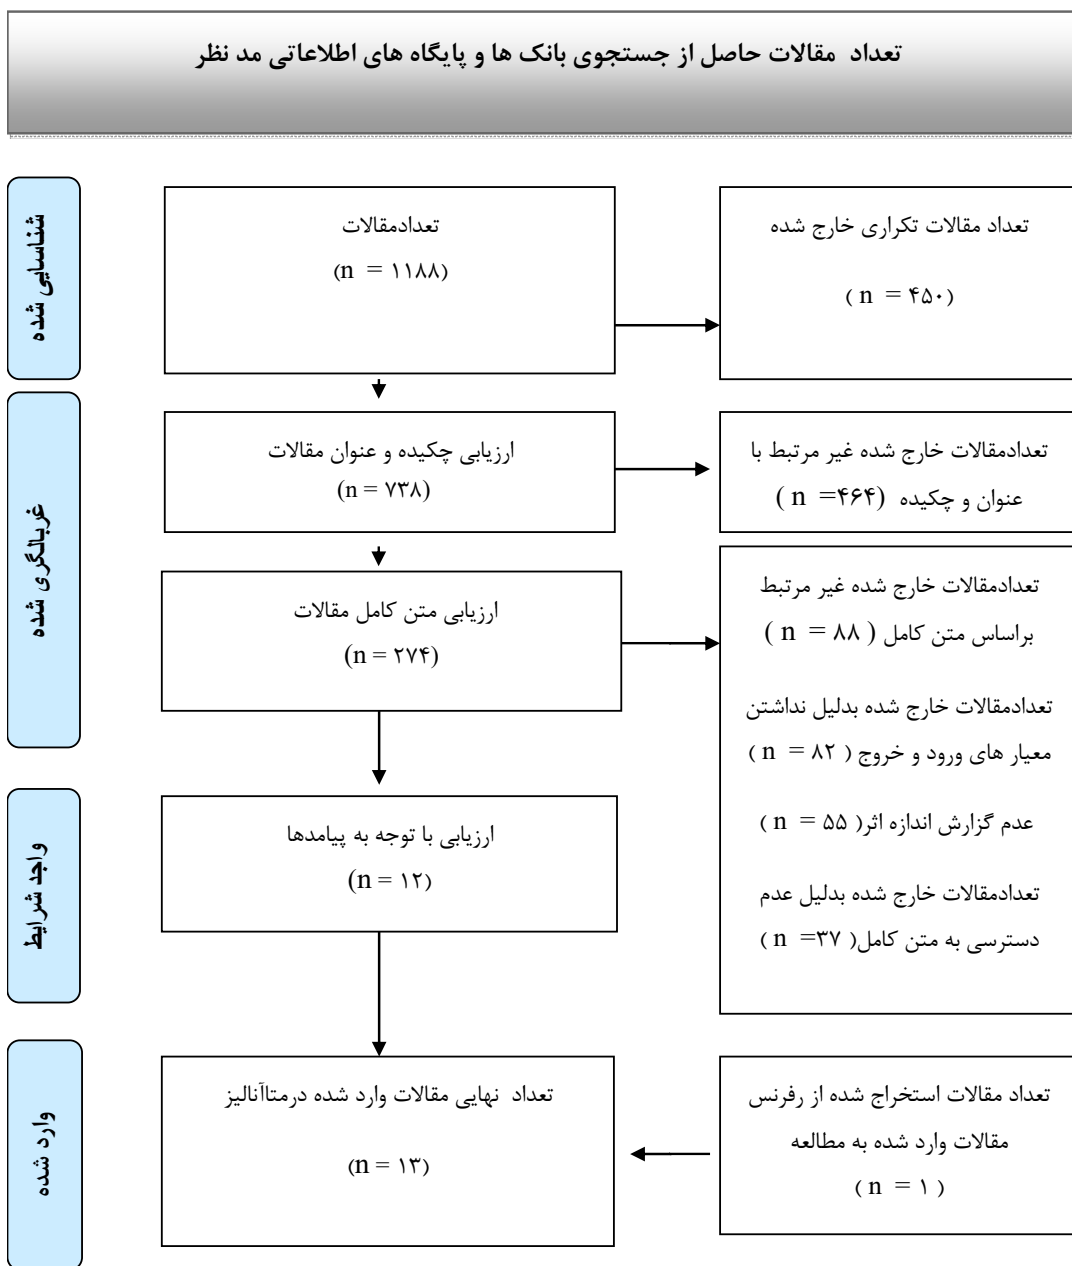 تعداد مقالات حاصل از جستجوی بانک ها و پایگاه های اطلاعاتی مد نظر
شناسایی شده
تعدادمقالات
(n = ۱۱۸۸)
تعداد مقالات تکراری خارج شده
( n = ۴۵۰)
غربالگری شده
ارزیابی چکیده و عنوان مقالات
(n = ۷۳۸)
تعدادمقالات خارج شده غیر مرتبط با
عنوان و چکیده ( n =۴۶۴)
ارزیابی متن کامل مقالات
(n = ۲۷۴)
تعدادمقالات خارج شده غیر مرتبط
براساس متن کامل ( n = ۸۸ )
تعدادمقالات خارج شده بدلیل نداشتن
معیار های ورود و خروج ( n = ۸۲ )
عدم گزارش اندازه اثر( n = ۵۵ )
تعدادمقالات خارج شده بدلیل عدم
دسترسی به متن کامل( n =۳۷ )
واجد شرایط
ارزیابی با توجه به پیامدها
(n = ۱۲)
وارد شده
تعداد نهایی مقالات وارد شده درمتاآنالیز
(n = ۱۳)
تعداد مقالات استخراج شده از رفرنس
مقالات وارد شده به مطالعه
( n = ۱ )